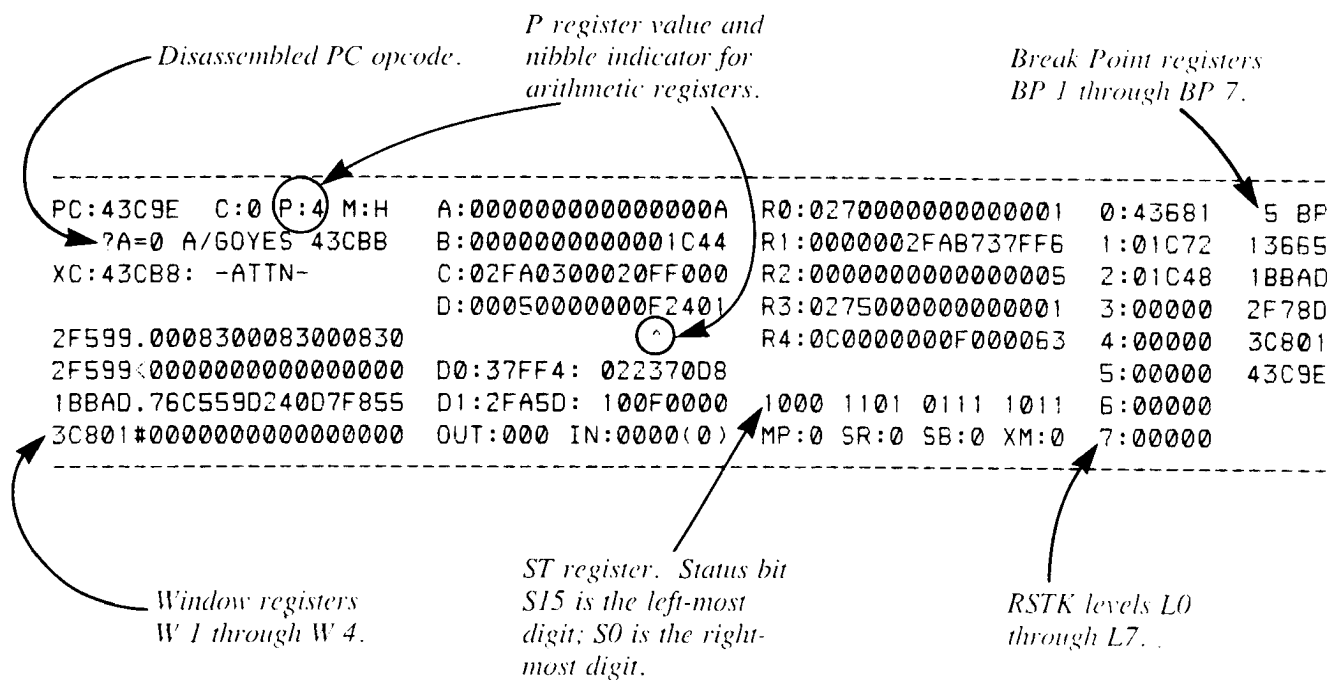 P register value and
nibble indicator for
arithmetic registers.
Disassembled PC opcode.
Break Point registers
BP 1 through BP 7.
PC:43C9E C:0 P:4 M:H A:000000000000000A R0:0270000000000001 0:43681 5 BP
?A=0 A/GOYES 43CBB B:0000000000001C44 R1:0000002FAB737FF6 1:01C72 13665
XC:43CB8: -ATTN- C:02FA0300020FF000 R2:0000000000000005 2:01C48 1BBAD
D:00050000000F2401 R3:0275000000000001 3:00000 2F78D
2F599.0008300083000830 ^ R4:0C0000000F000063 4:00000 3C801
2F599<0000000000000000 D0:37FF4: 022370D8 5:00000 43C9E
1BBAD.76C559D240D7F855 D1:2FA5D: 100F0000 1000 1101 0111 1011 6:00000
3C801#0000000000000000 OUT:000 IN:0000(0) MP:0 SR:0 SB:0 XM:0 7:00000
Window registers
W 1 through W 4.
ST register. Status bit
S15 is the left-most
digit; S0 is the right-
most digit.
RSTK levels L0
through L7.